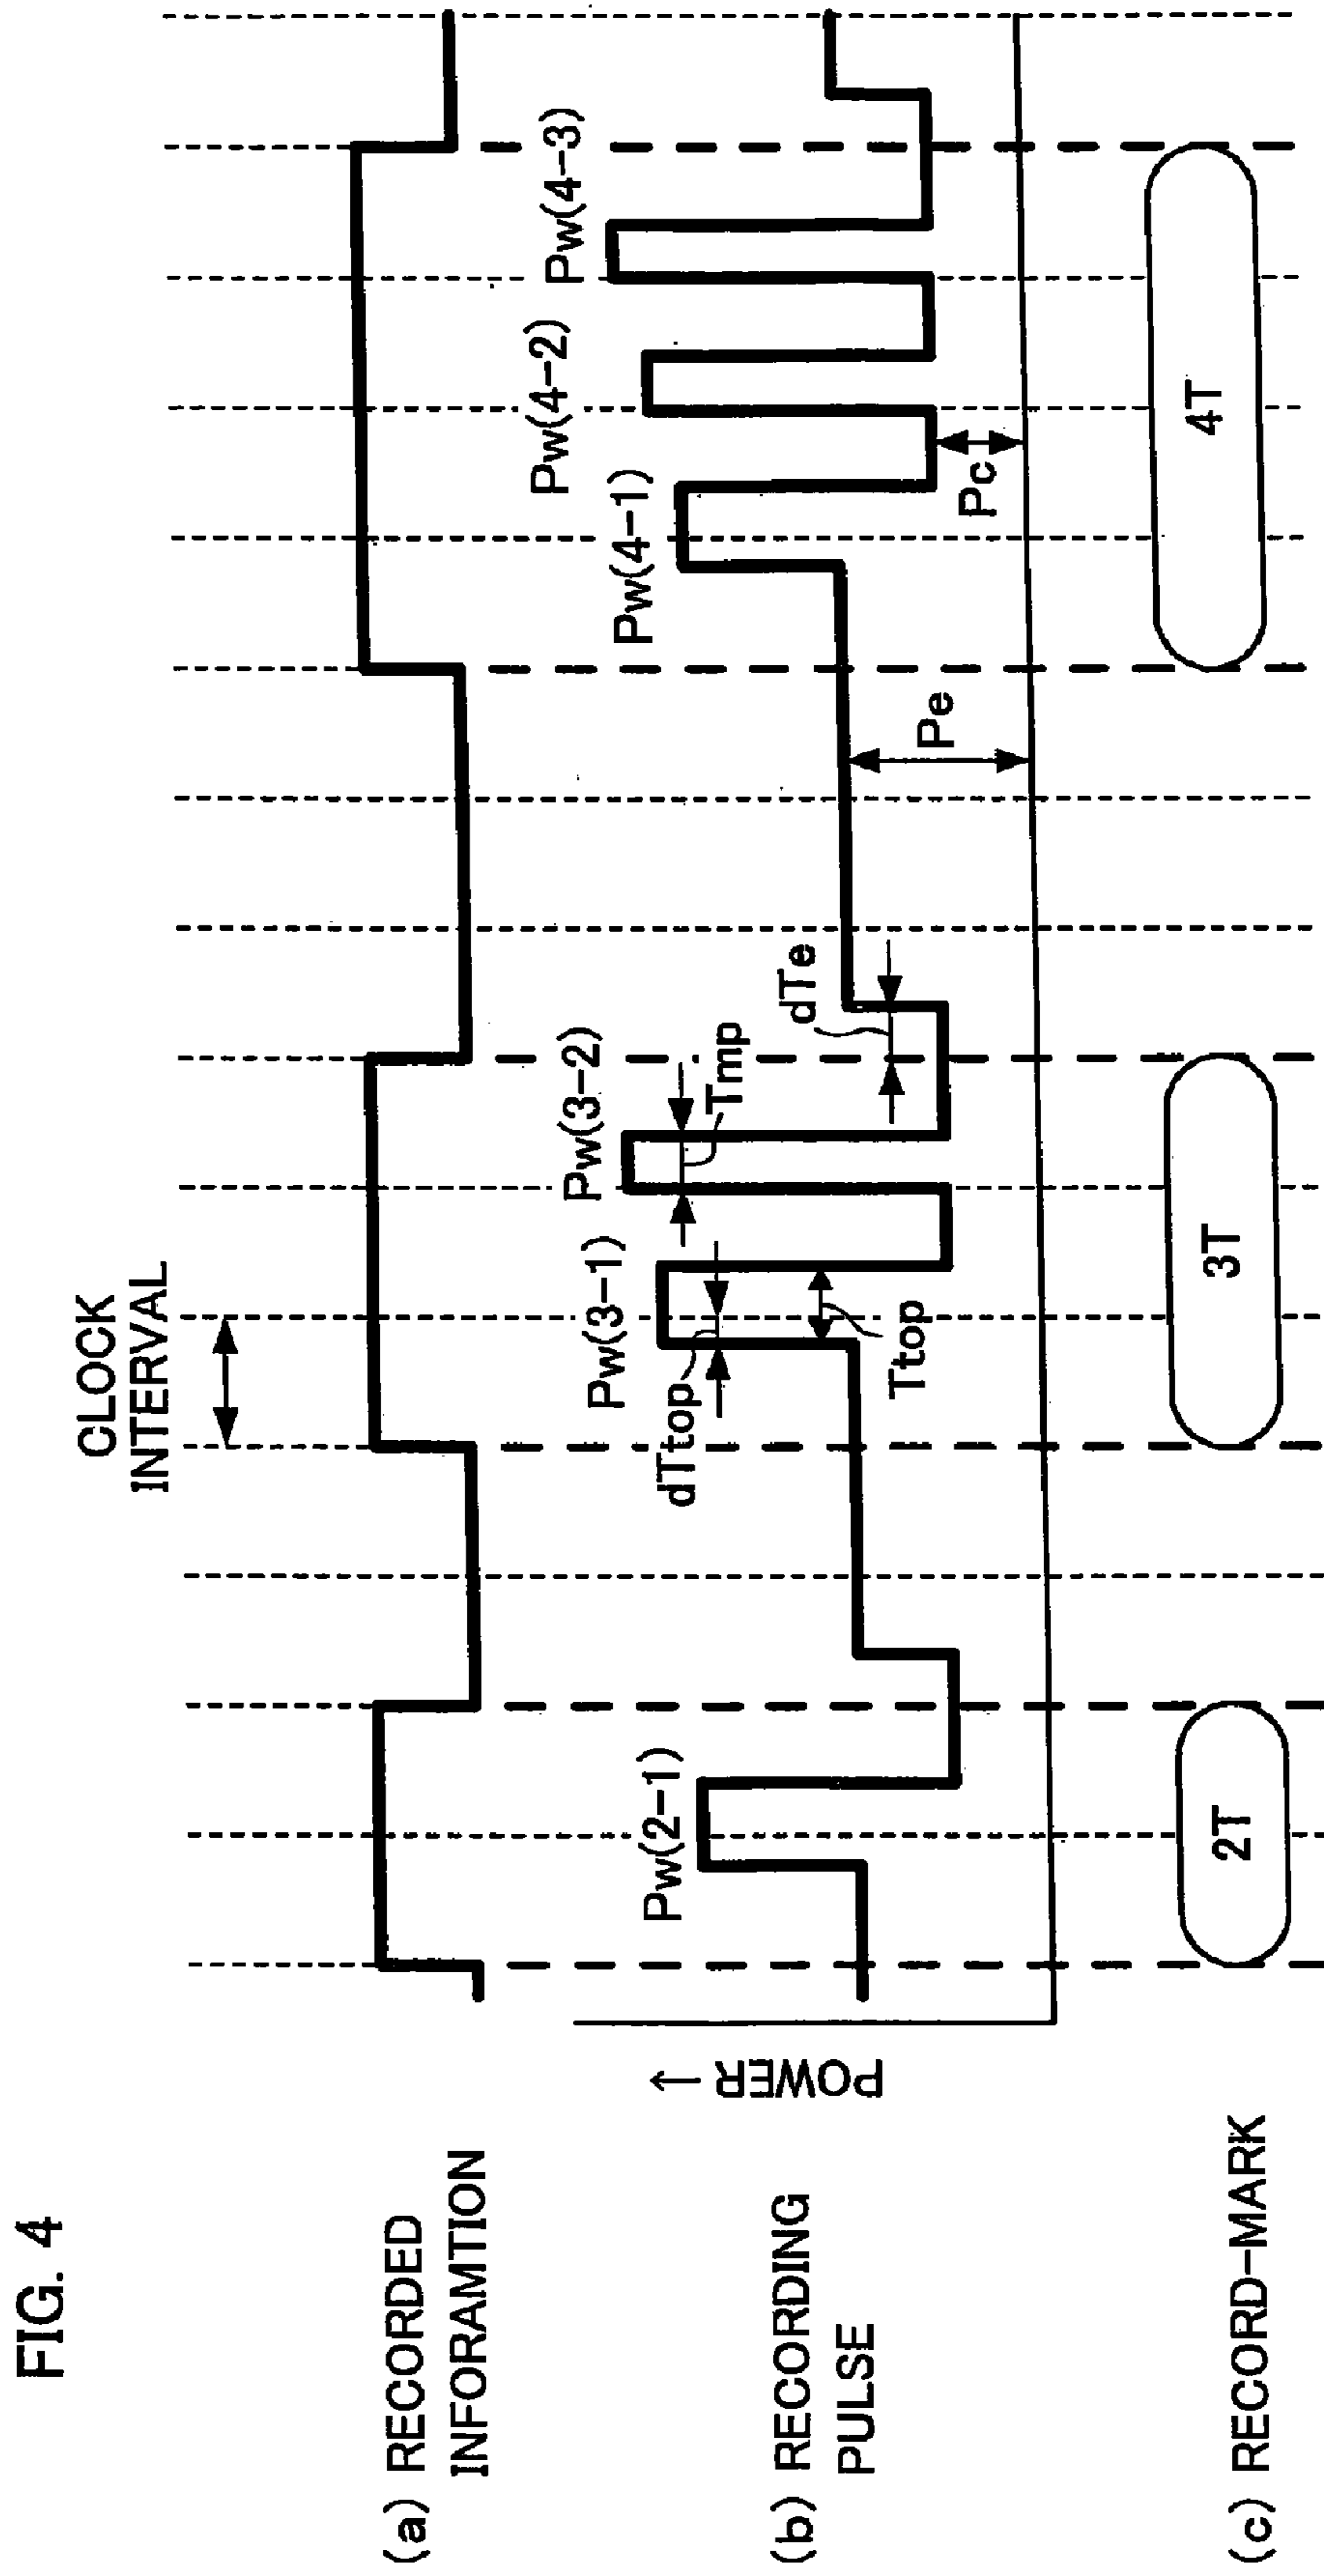 FIG. 4
CLOCK
INTERVAL
(a) RECORDED
INFORAMTION
(b) RECORDING
PULSE
POWER →
Pw(2-1)
Pw(3-1)
Pw(3-2)
Pw(4-1)
Pw(4-2)
Pw(4-3)
dTtop
Ttop
Tmp
dTe
Pe
Pc
(c) RECORD-MARK
2T
3T
4T